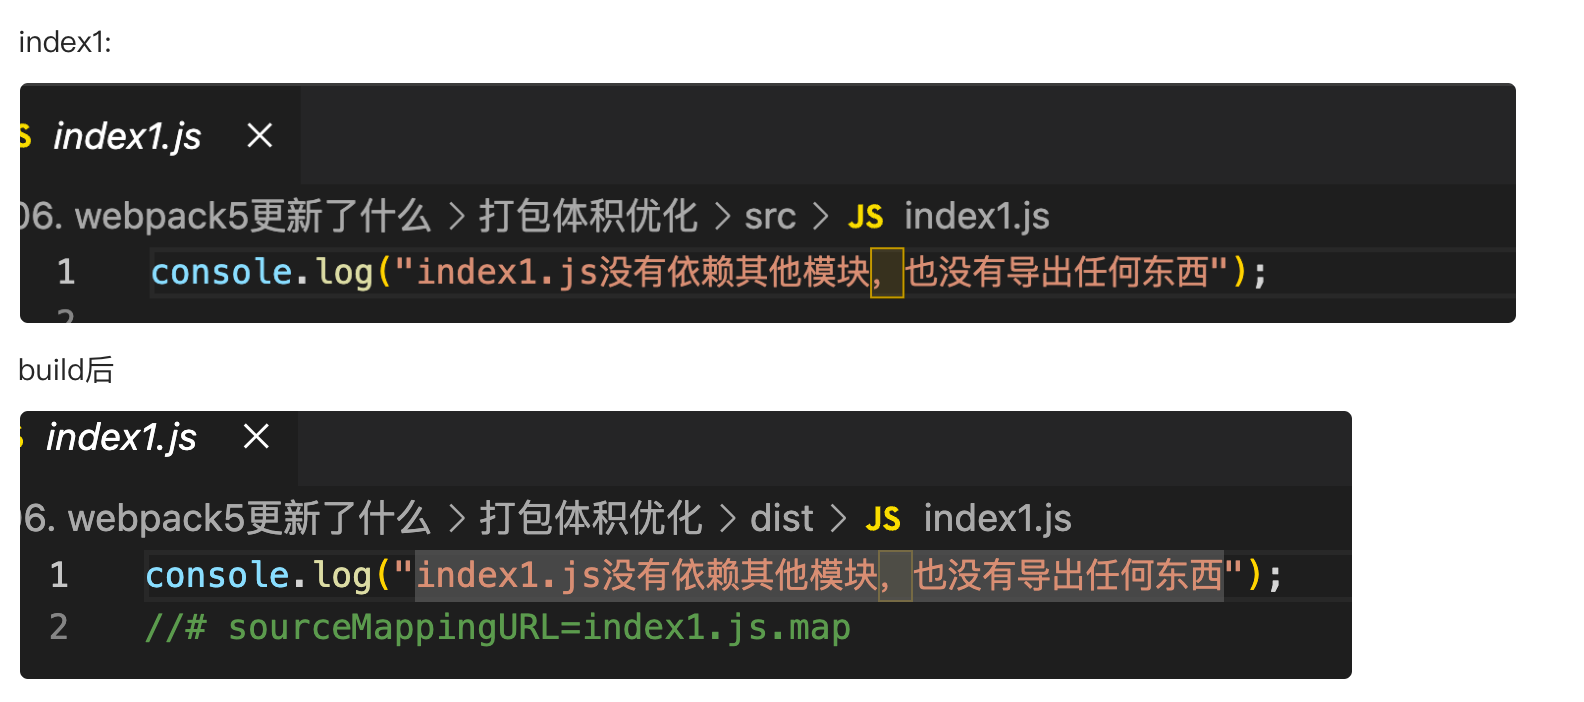 index1:
index1.js
06. webpack5更新了什么 > 打包体积优化 > src > JS index1.js
1 console.log("index1.js没有依赖其他模块，也没有导出任何东西");
2
build后
index1.js
06. webpack5更新了什么 > 打包体积优化 > dist > JS index1.js
1 console.log("index1.js没有依赖其他模块，也没有导出任何东西");
2 //# sourceMappingURL=index1.js.map